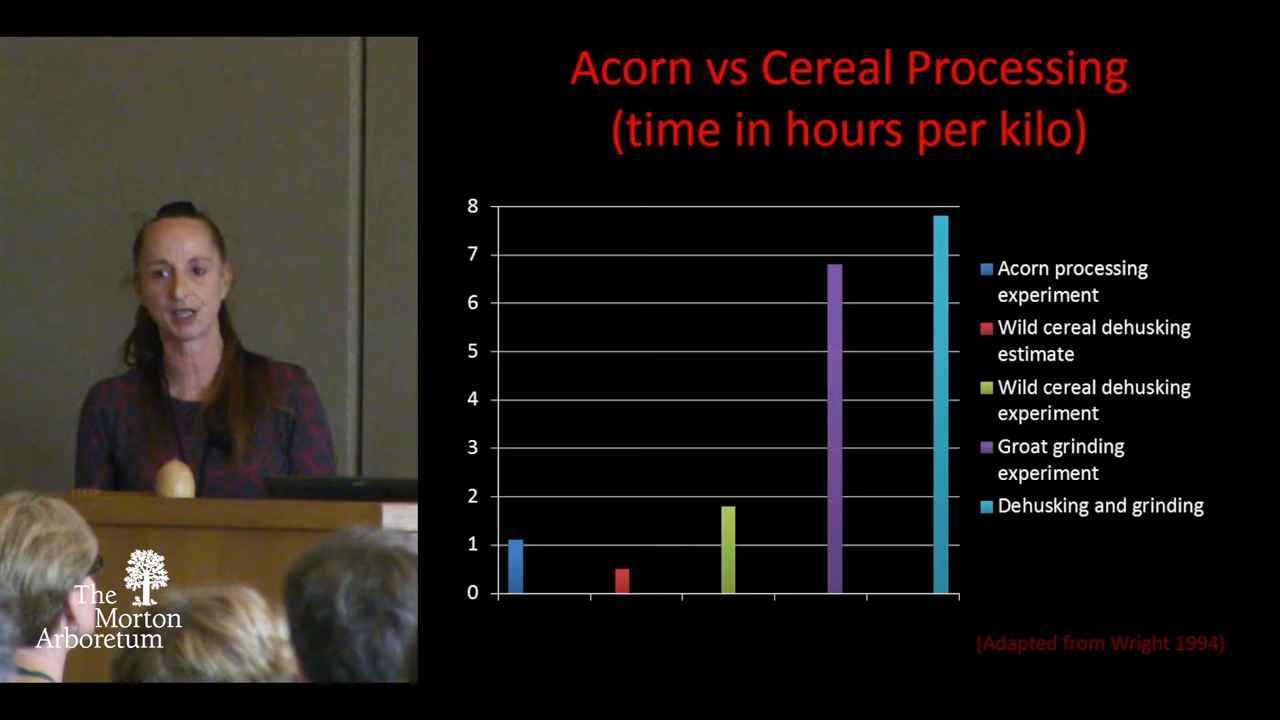 Acorn vs Cereal Processing
(time in hours per kilo)
8
7
6
5
4
3
2
1
0
Acorn processing
experiment
Wild cereal dehusking
estimate
Wild cereal dehusking
experiment
Groat grinding
experiment
Dehusking and grinding
(Adapted from Wright 1994)
The
Morton
Arboretum